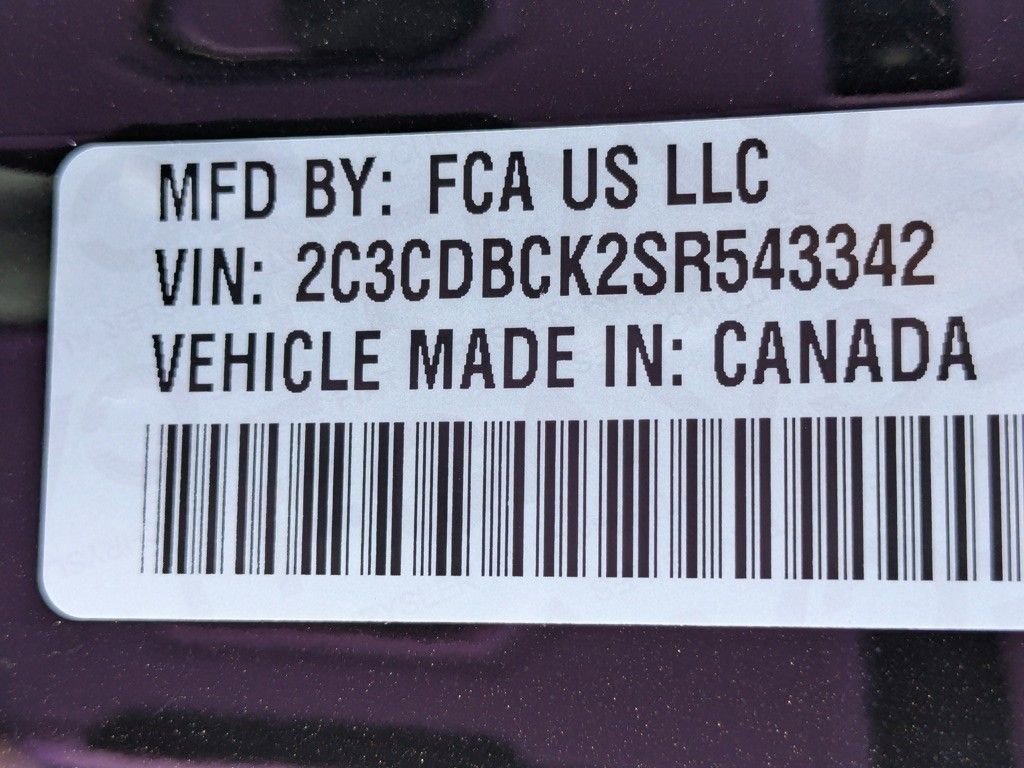 MFD BY: FCA US LLC
VIN: 2C3CDBCK2SR543342
VEHICLE MADE IN: CANADA